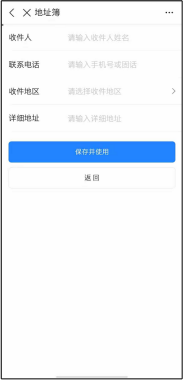 地址簿
收件人 请输入收件人姓名
联系电话 请输入手机号或固话
收件地区 请选择收件地区
详细地址 请输入详细地址
保存并使用
返回